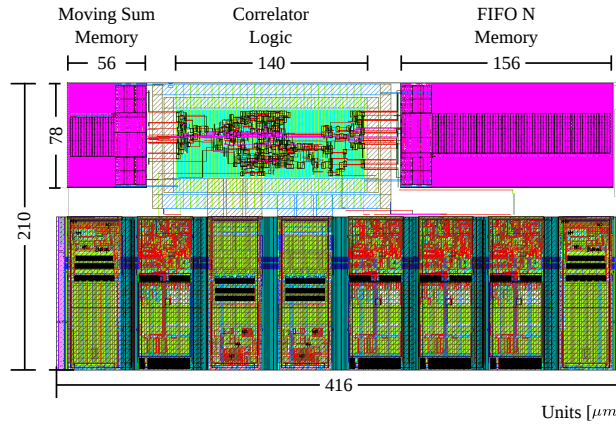 Moving Sum
Memory
Correlator
Logic
FIFO N
Memory
56
140
156
78
210
416
Units [μm